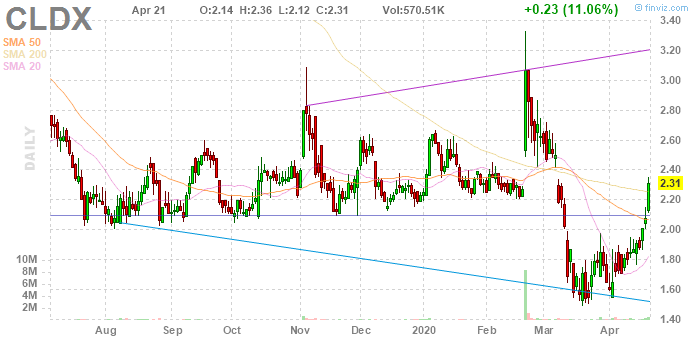 © finviz.com
CLDX Apr 21 O:2.14 H:2.36 L:2.12 C:2.31 Vol:570.51K +0.23 (11.06%)
SMA 50
SMA 200
SMA 20
DAILY
3.40
3.20
3.00
2.80
2.60
2.40
2.31
2.20
2.00
1.80
1.60
1.40
10M
8M
6M
4M
2M
Aug Sep Oct Nov Dec 2020 Feb Mar Apr